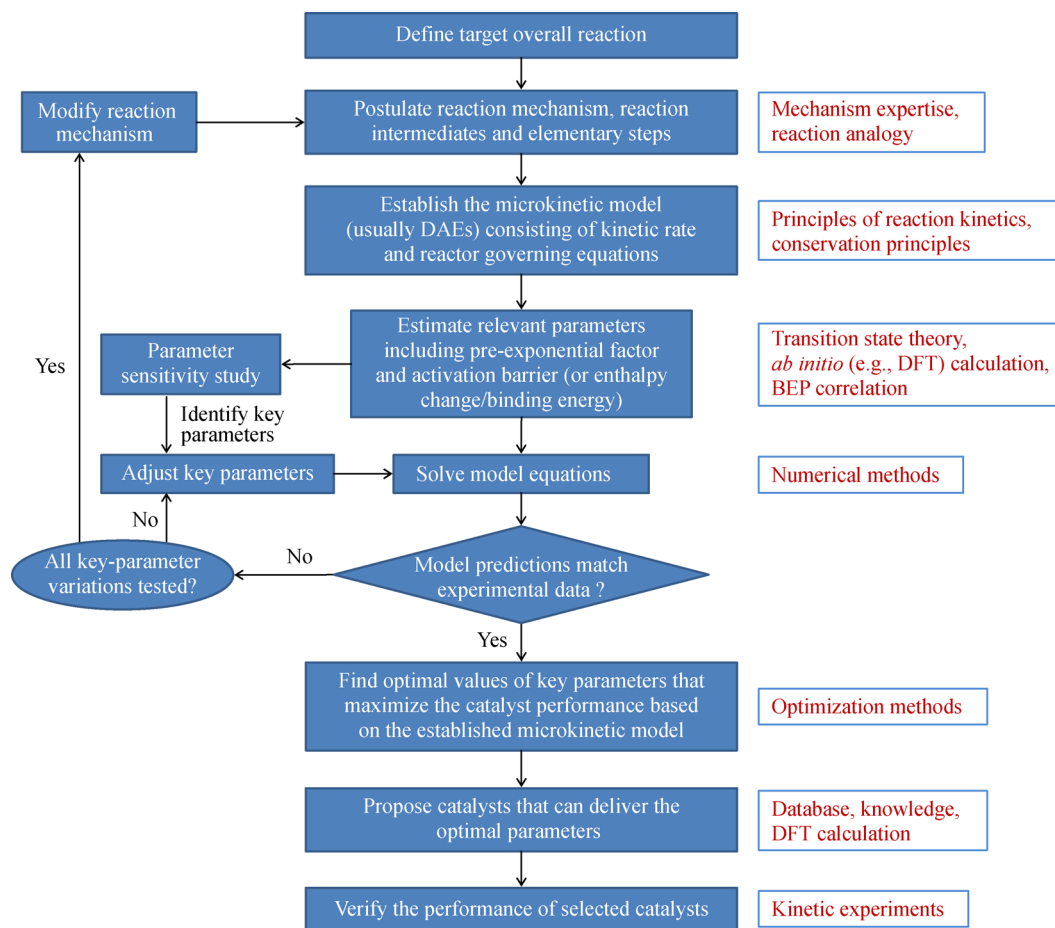 Define target overall reaction
Modify reaction
mechanism
Postulate reaction mechanism, reaction
intermediates and elementary steps
Mechanism expertise,
reaction analogy
Establish the microkinetic model
(usually DAEs) consisting of kinetic rate
and reactor governing equations
Principles of reaction kinetics,
conservation principles
Yes
Parameter
sensitivity study
Estimate relevant parameters
including pre-exponential factor
and activation barrier (or enthalpy
change/binding energy)
Transition state theory,
ab initio (e.g., DFT) calculation,
BEP correlation
Identify key
parameters
Adjust key parameters
Solve model equations
Numerical methods
No
All key-parameter
variations tested?
No
Model predictions match
experimental data ?
Yes
Find optimal values of key parameters that
maximize the catalyst performance based
on the established microkinetic model
Optimization methods
Propose catalysts that can deliver the
optimal parameters
Database, knowledge,
DFT calculation
Verify the performance of selected catalysts
Kinetic experiments